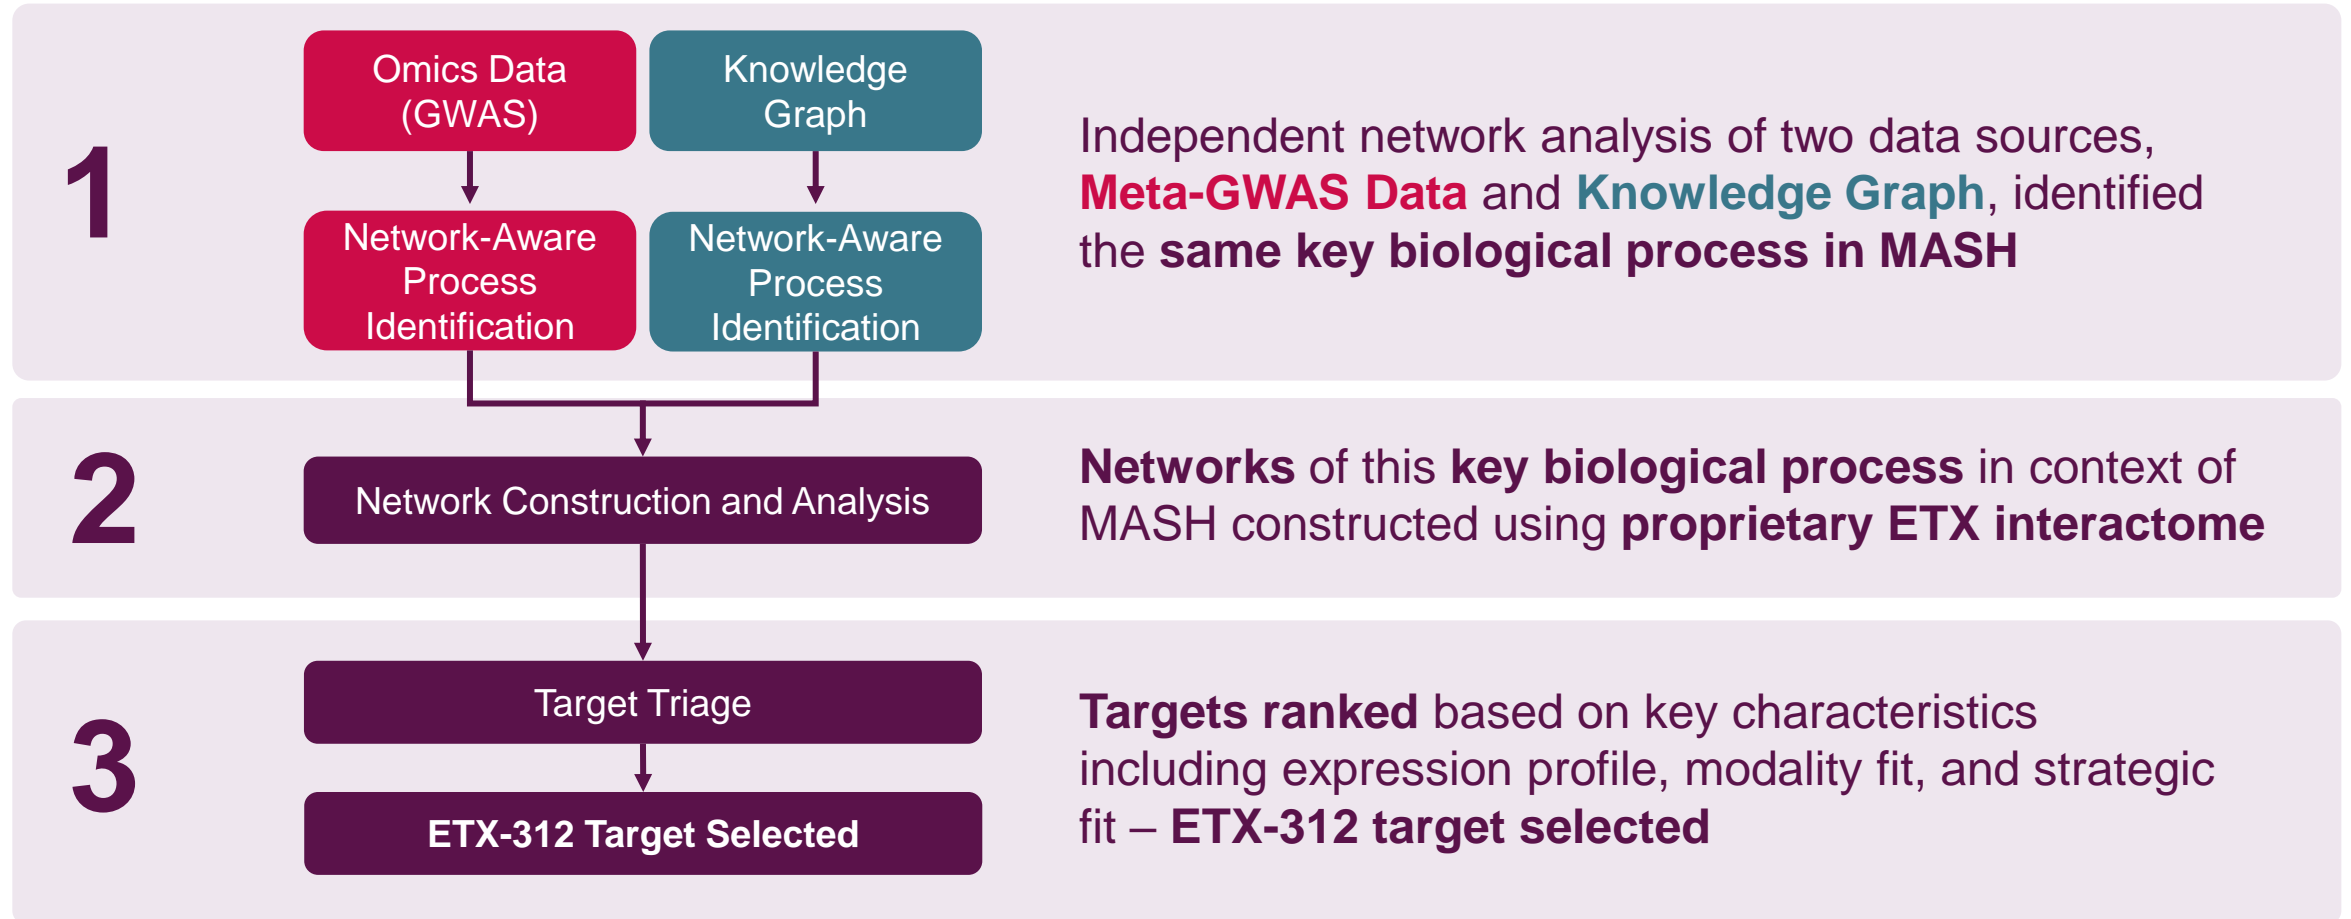 1
Omics Data
(GWAS)
Knowledge
Graph
Network-Aware
Process
Identification
Network-Aware
Process
Identification
Independent network analysis of two data sources,
Meta-GWAS Data and Knowledge Graph, identified
the same key biological process in MASH
2
Network Construction and Analysis
Networks of this key biological process in context of
MASH constructed using proprietary ETX interactome
3
Target Triage
ETX-312 Target Selected
Targets ranked based on key characteristics
including expression profile, modality fit, and strategic
fit – ETX-312 target selected